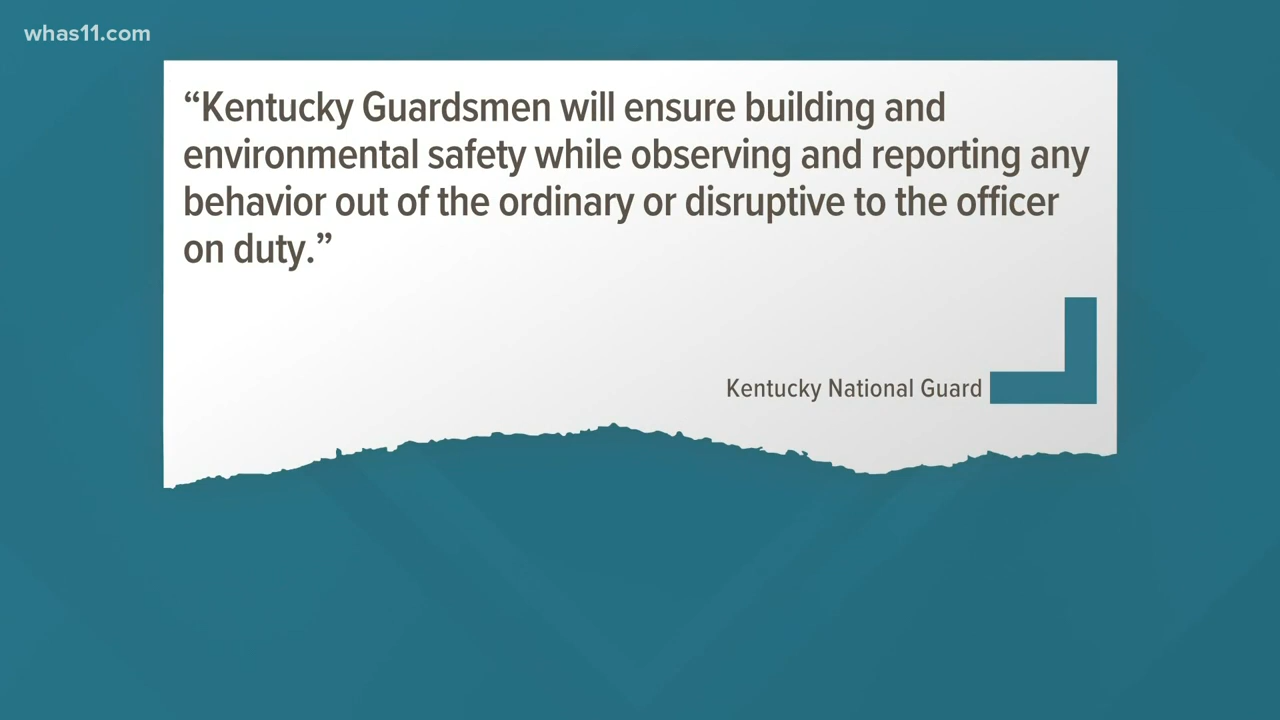 whas11.com
“Kentucky Guardsmen will ensure building and
environmental safety while observing and reporting any
behavior out of the ordinary or disruptive to the officer
on duty.”
Kentucky National Guard